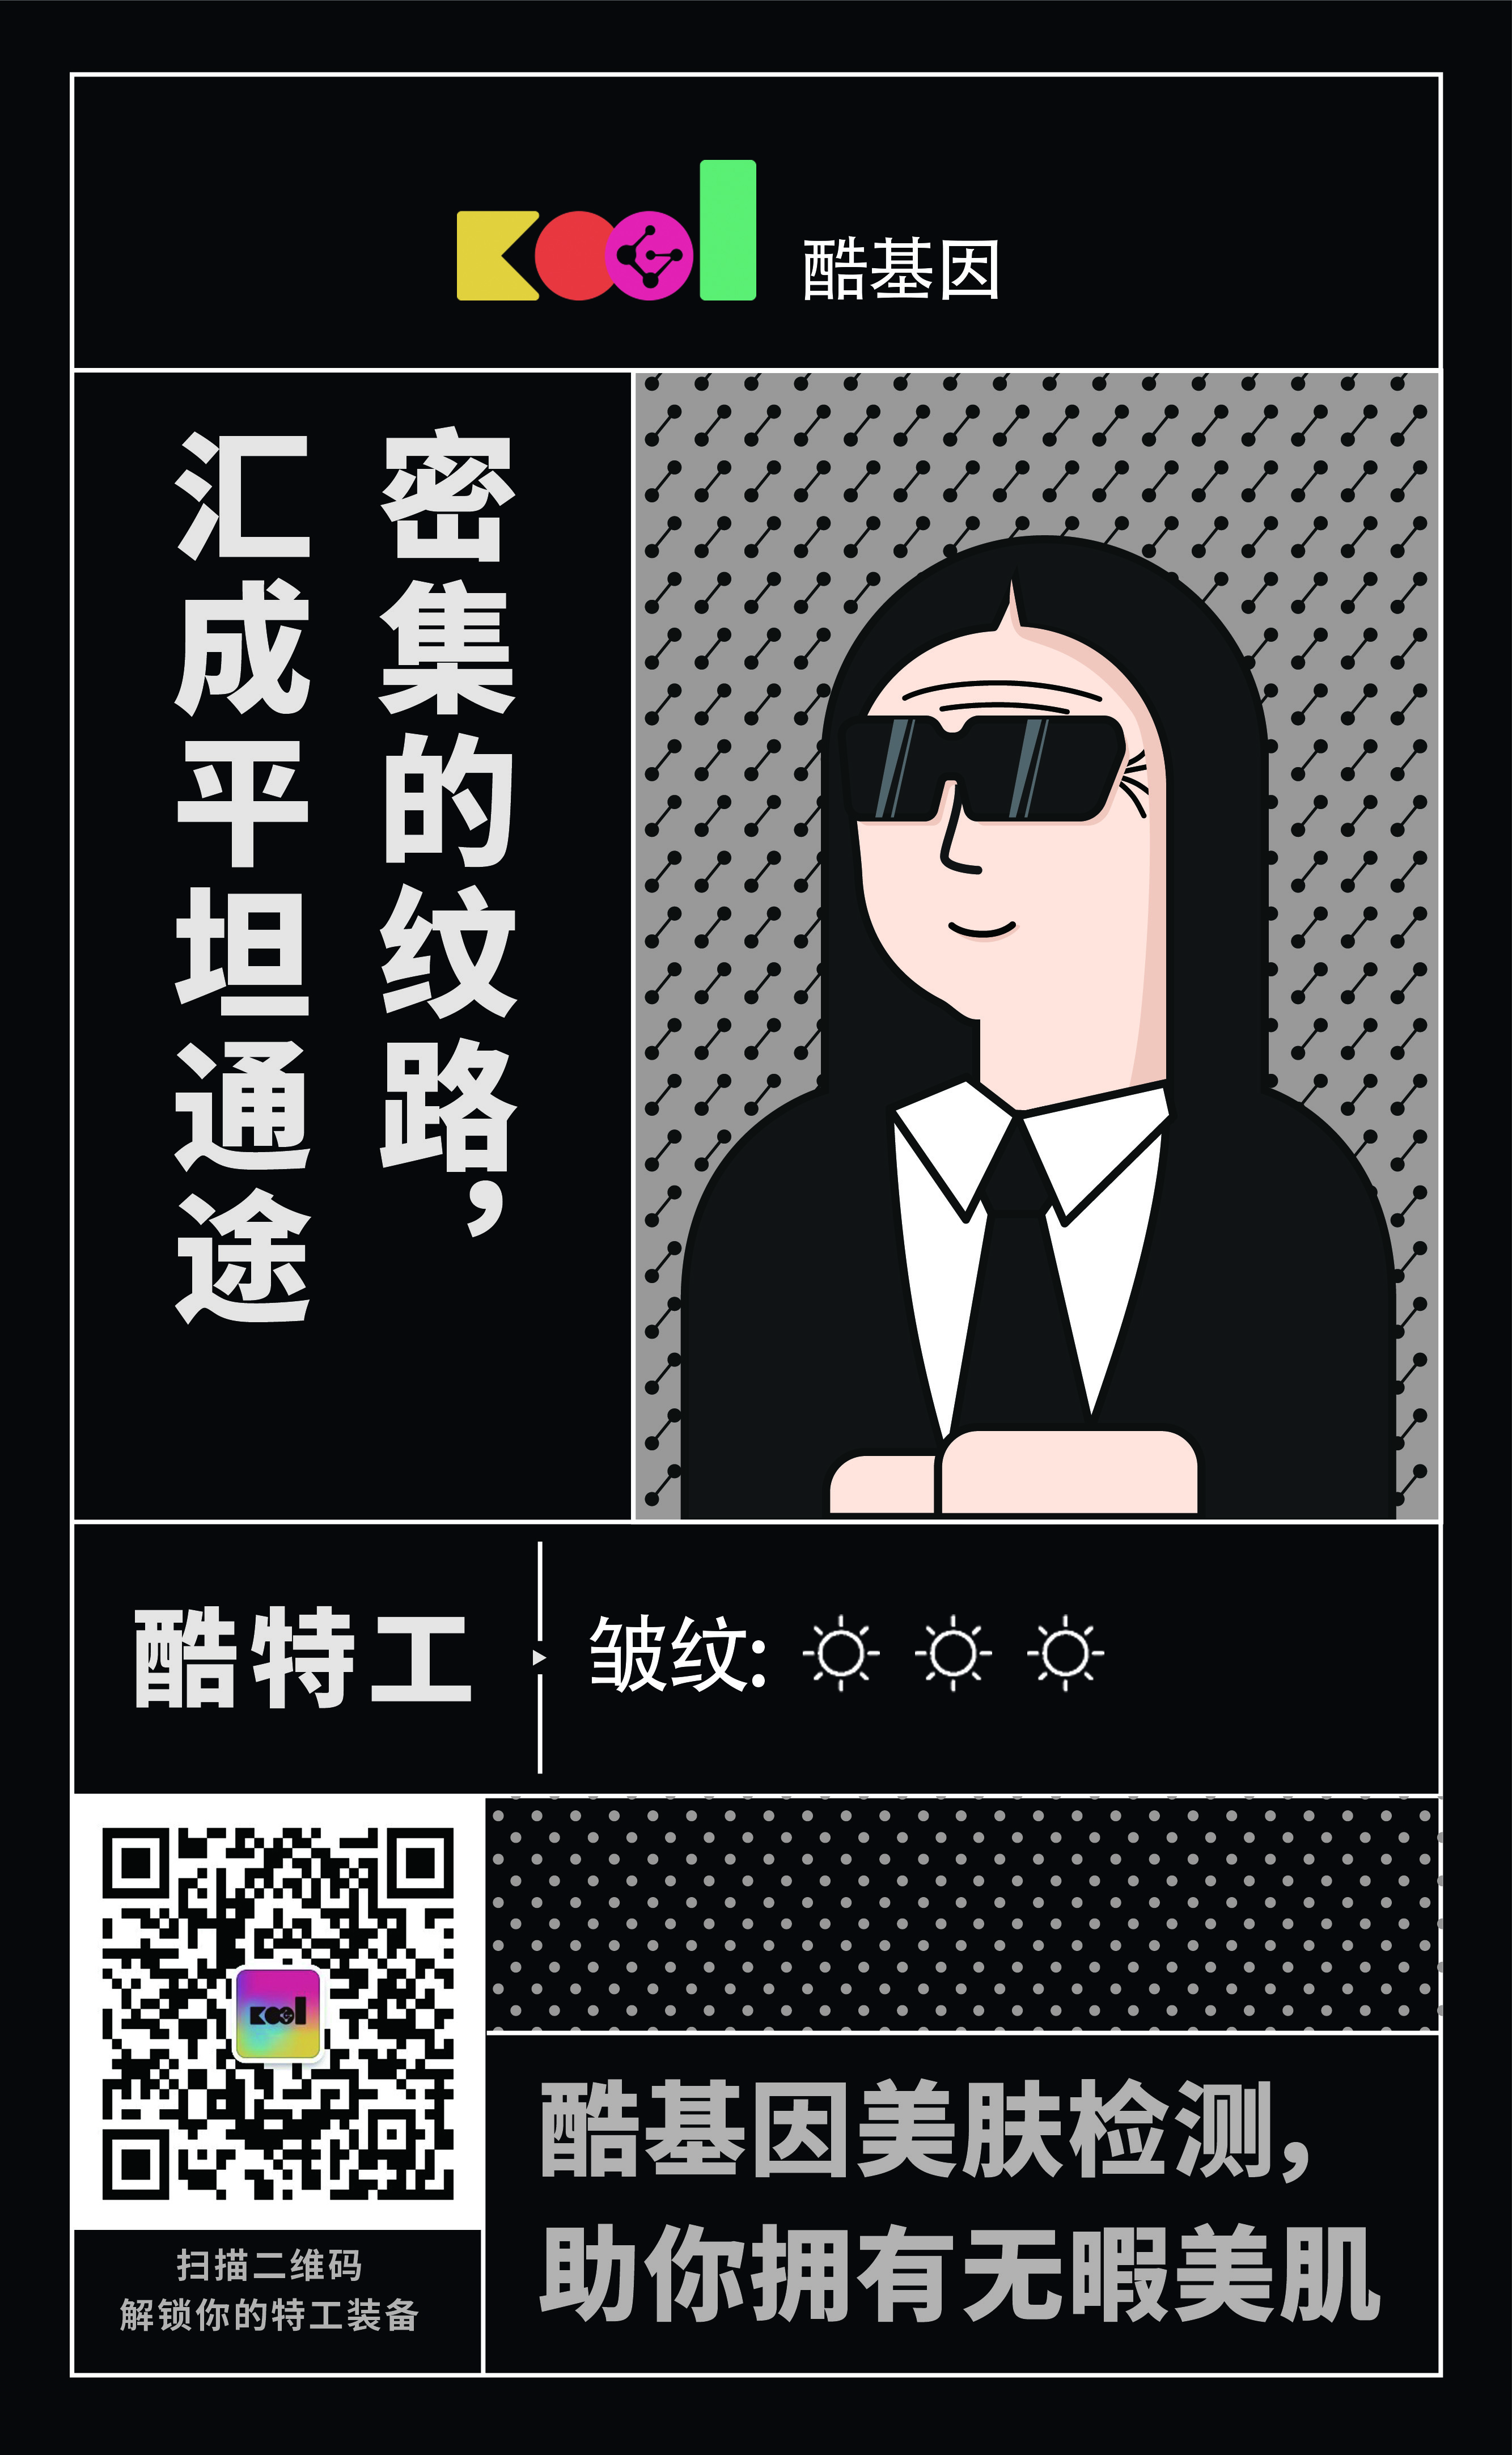 kool 酷基因
密集的纹路，
汇成平坦通途
酷特工
皱纹:
kool
扫描二维码
解锁你的特工装备
酷基因美肤检测，
助你拥有无暇美肌